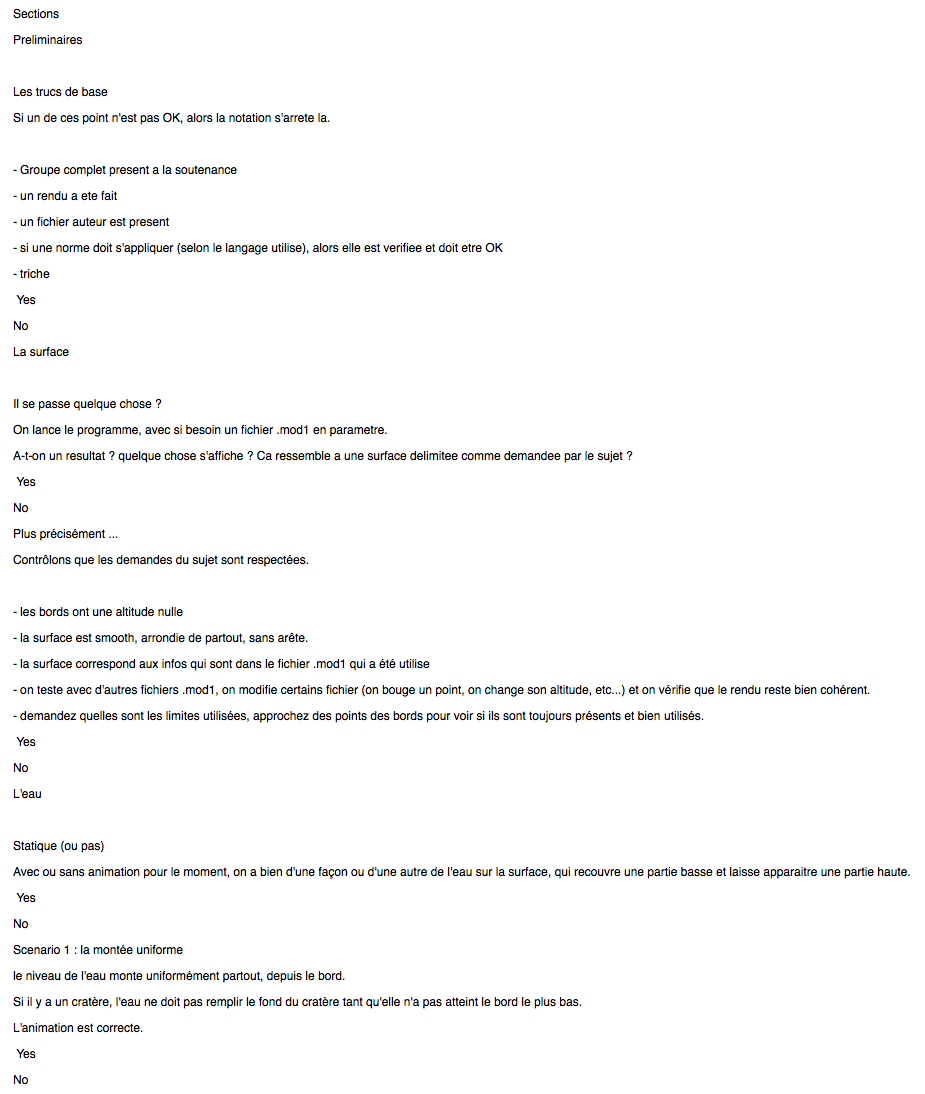 Sections
Preliminaires
Les trucs de base
Si un de ces point n'est pas OK, alors la notation s'arrete la.
- Groupe complet present a la soutenance
- un rendu a ete fait
- un fichier auteur est present
- si une norme doit s'appliquer (selon le langage utilise), alors elle est verifiee et doit etre OK
- triche
Yes
No
La surface
Il se passe quelque chose ?
On lance le programme, avec si besoin un fichier .mod1 en parametre.
A-t-on un resultat ? quelque chose s'affiche ? Ca ressemble a une surface delimitee comme demandee par le sujet ?
Yes
No
Plus précisément ...
Contrôlons que les demandes du sujet sont respectées.
- les bords ont une altitude nulle
- la surface est smooth, arrondie de partout, sans arête.
- la surface correspond aux infos qui sont dans le fichier .mod1 qui a été utilise
- on teste avec d'autres fichiers .mod1, on modifie certains fichier (on bouge un point, on change son altitude, etc...) et on vérifie que le rendu reste bien cohérent.
- demandez quelles sont les limites utilisées, approchez des points des bords pour voir si ils sont toujours présents et bien utilisés.
Yes
No
L'eau
Statique (ou pas)
Avec ou sans animation pour le moment, on a bien d'une façon ou d'une autre de l'eau sur la surface, qui recouvre une partie basse et laisse apparaitre une partie haute.
Yes
No
Scenario 1 : la montée uniforme
le niveau de l'eau monte uniformément partout, depuis le bord.
Si il y a un cratère, l'eau ne doit pas remplir le fond du cratère tant qu'elle n'a pas atteint le bord le plus bas.
L'animation est correcte.
Yes
No